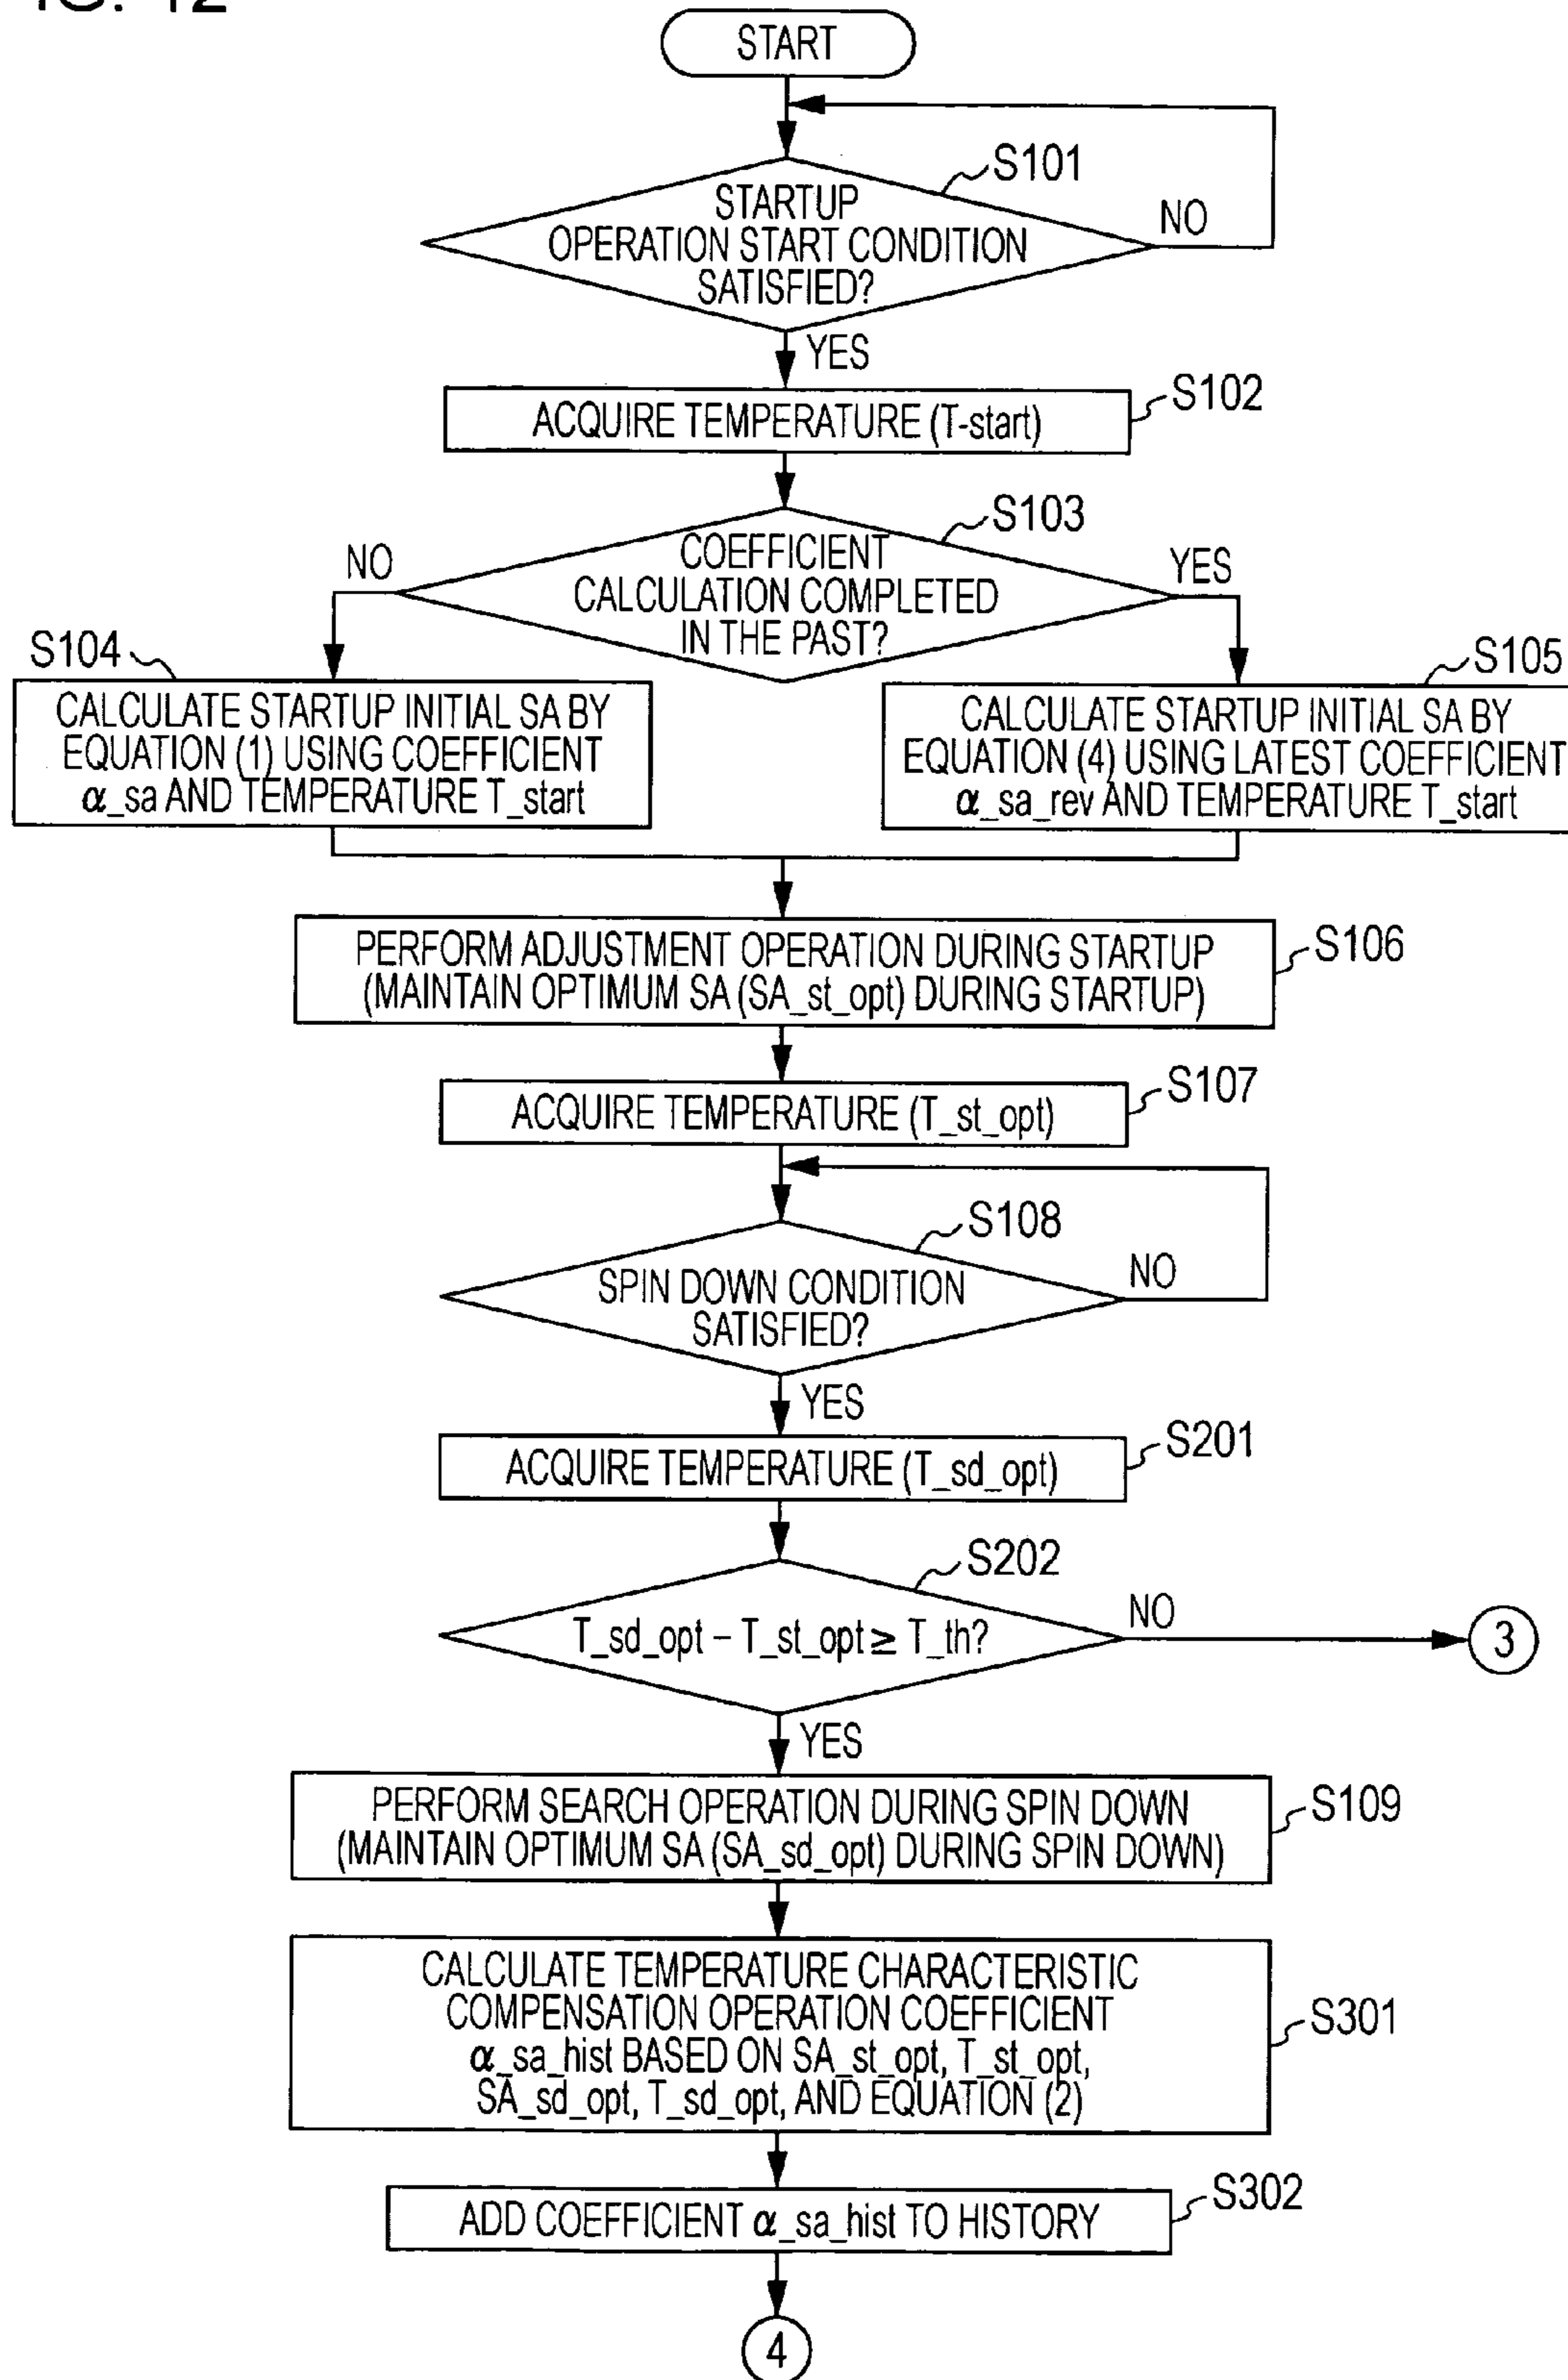 START
S101
STARTUP
OPERATION START CONDITION
SATISFIED?
NO
YES
S102
ACQUIRE TEMPERATURE (T-start)
S103
NO
COEFFICIENT
CALCULATION COMPLETED
IN THE PAST?
YES
S104
CALCULATE STARTUP INITIAL SA BY
EQUATION (1) USING COEFFICIENT
α_sa AND TEMPERATURE T_start
S105
CALCULATE STARTUP INITIAL SA BY
EQUATION (4) USING LATEST COEFFICIENT
α_sa_rev AND TEMPERATURE T_start
PERFORM ADJUSTMENT OPERATION DURING STARTUP
(MAINTAIN OPTIMUM SA (SA_st_opt) DURING STARTUP)
S106
S107
ACQUIRE TEMPERATURE (T_st_opt)
S108
SPIN DOWN CONDITION
SATISFIED?
NO
YES
S201
ACQUIRE TEMPERATURE (T_sd_opt)
S202
T_sd_opt – T_st_opt ≥ T_th?
NO
3
YES
PERFORM SEARCH OPERATION DURING SPIN DOWN
(MAINTAIN OPTIMUM SA (SA_sd_opt) DURING SPIN DOWN)
S109
CALCULATE TEMPERATURE CHARACTERISTIC
COMPENSATION OPERATION COEFFICIENT
α_sa_hist BASED ON SA_st_opt, T_st_opt,
SA_sd_opt, T_sd_opt, AND EQUATION (2)
S301
S302
ADD COEFFICIENT α_sa_hist TO HISTORY
4